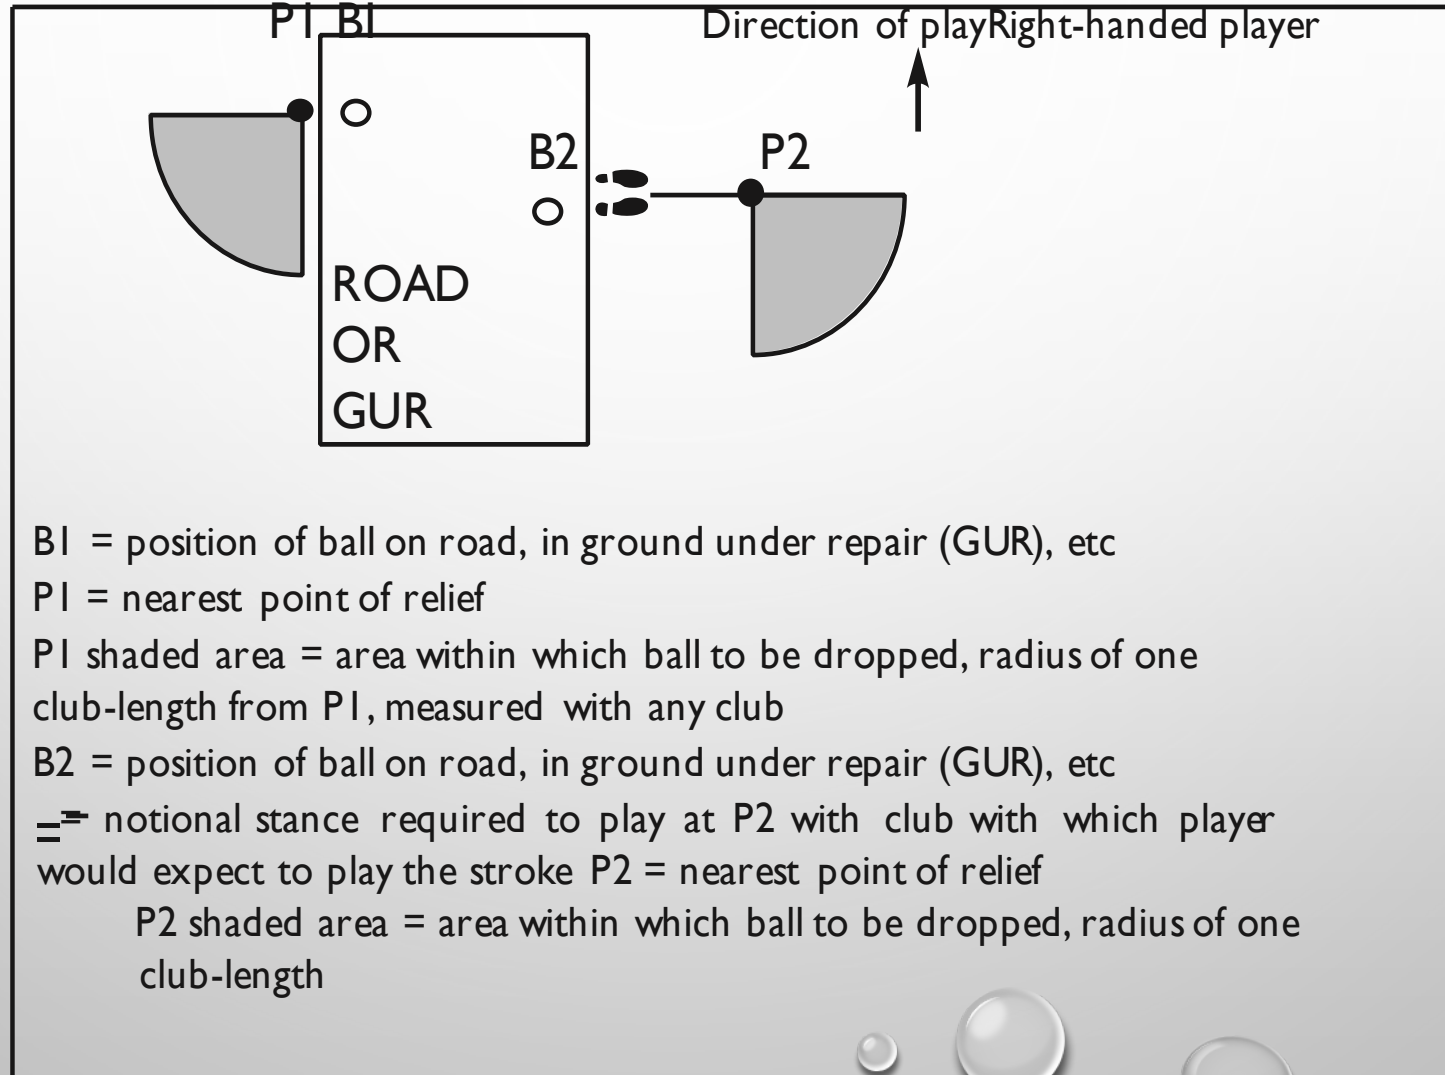 P1 B1
Direction of playRight-handed player
B2
P2
ROAD
OR
GUR
B1 = position of ball on road, in ground under repair (GUR), etc
P1 = nearest point of relief
P1 shaded area = area within which ball to be dropped, radius of one
club-length from P1, measured with any club
B2 = position of ball on road, in ground under repair (GUR), etc
= notional stance required to play at P2 with club with which player
would expect to play the stroke P2 = nearest point of relief
P2 shaded area = area within which ball to be dropped, radius of one
club-length